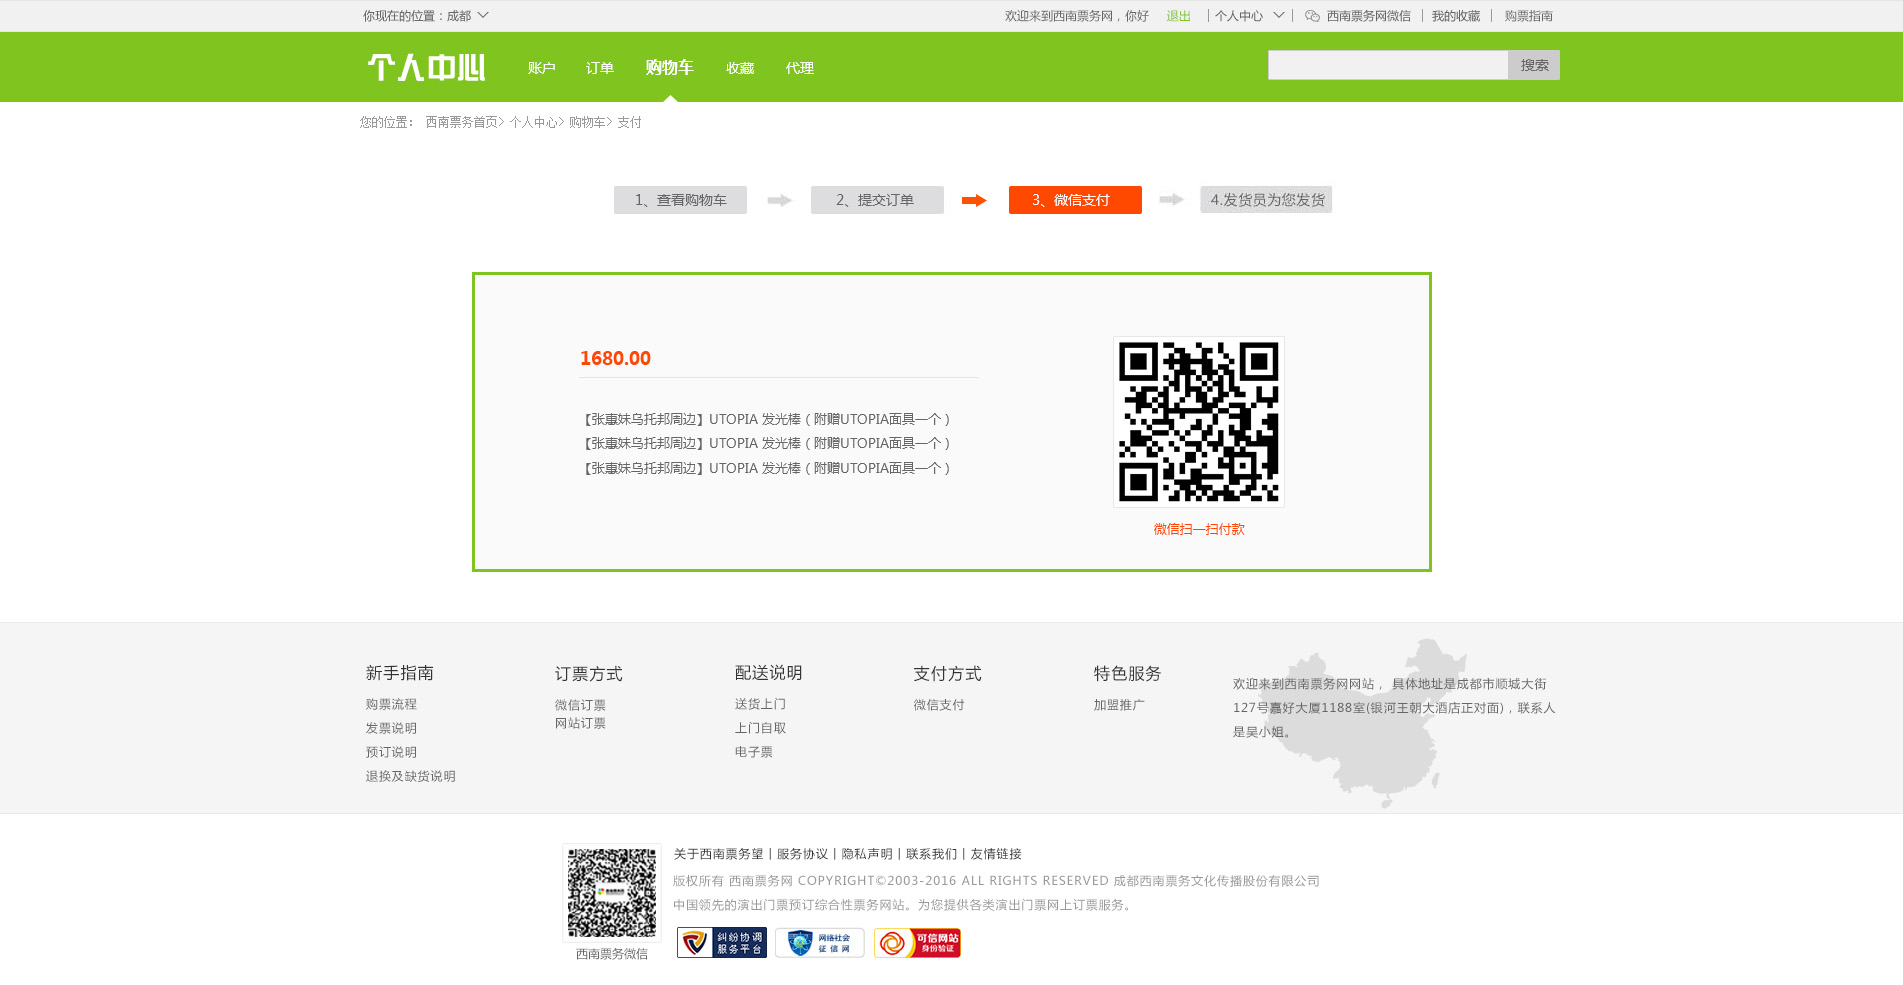 你现在的位置：成都
欢迎来到西南票务网，你好 退出 | 个人中心 | 西南票务网微信 | 我的收藏 | 购票指南
个人中心 账户 订单 购物车 收藏 代理 搜索
您的位置： 西南票务首页> 个人中心> 购物车> 支付
1、查看购物车 2、提交订单 3、微信支付 4.发货员为您发货
1680.00
【张惠妹乌托邦周边】UTOPIA 发光棒（附赠UTOPIA面具一个）
【张惠妹乌托邦周边】UTOPIA 发光棒（附赠UTOPIA面具一个）
【张惠妹乌托邦周边】UTOPIA 发光棒（附赠UTOPIA面具一个）
微信扫一扫付款
新手指南
购票流程
发票说明
预订说明
退换及缺货说明
订票方式
微信订票
网站订票
配送说明
送货上门
上门自取
电子票
支付方式
微信支付
特色服务
加盟推广
欢迎来到西南票务网网站 ，具体地址是成都市顺城大街
127号嘉好大厦1188室(银河王朝大酒店正对面)，联系人
是吴小姐。
关于西南票务望丨服务协议丨隐私声明丨联系我们丨友情链接
版权所有 西南票务网 COPYRIGHT©2003-2016 ALL RIGHTS RESERVED 成都西南票务文化传播股份有限公司
中国领先的演出门票预订综合性票务网站。为您提供各类演出门票网上订票服务。
西南票务微信
纠纷协调
服务平台
网络社会
征信网
可信网站
身份验证